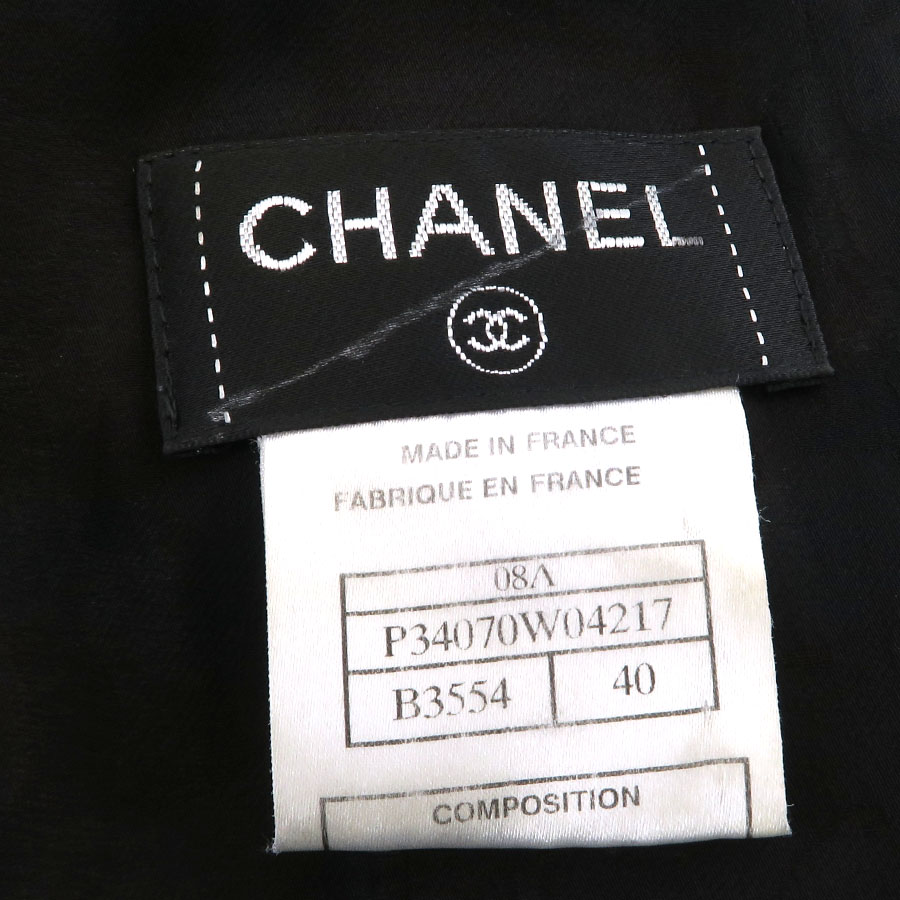 CHANEL
MADE IN FRANCE
FABRIQUE EN FRANCE
08A
P34070W04217
B3554 40
COMPOSITION